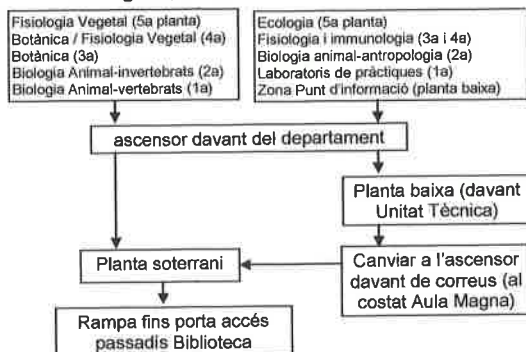 Fisiologia Vegetal (5a planta)
Botànica / Fisiologia Vegetal (4a)
Botànica (3a)
Biologia Animal-invertebrats (2a)
Biologia Animal-vertebrats (1a)
Ecologia (5a planta)
Fisiologia i immunologia (3a i 4a)
Biologia animal-antropologia (2a)
Laboratoris de pràctiques (1a)
Zona Punt d'informació (planta baixa)
ascensor davant del departament
Planta baixa (davant
Unitat Tècnica)
Planta soterrani
Canviar a l'ascensor
davant de correus (al
costat Aula Magna)
Rampa fins porta accés
passadis Biblioteca